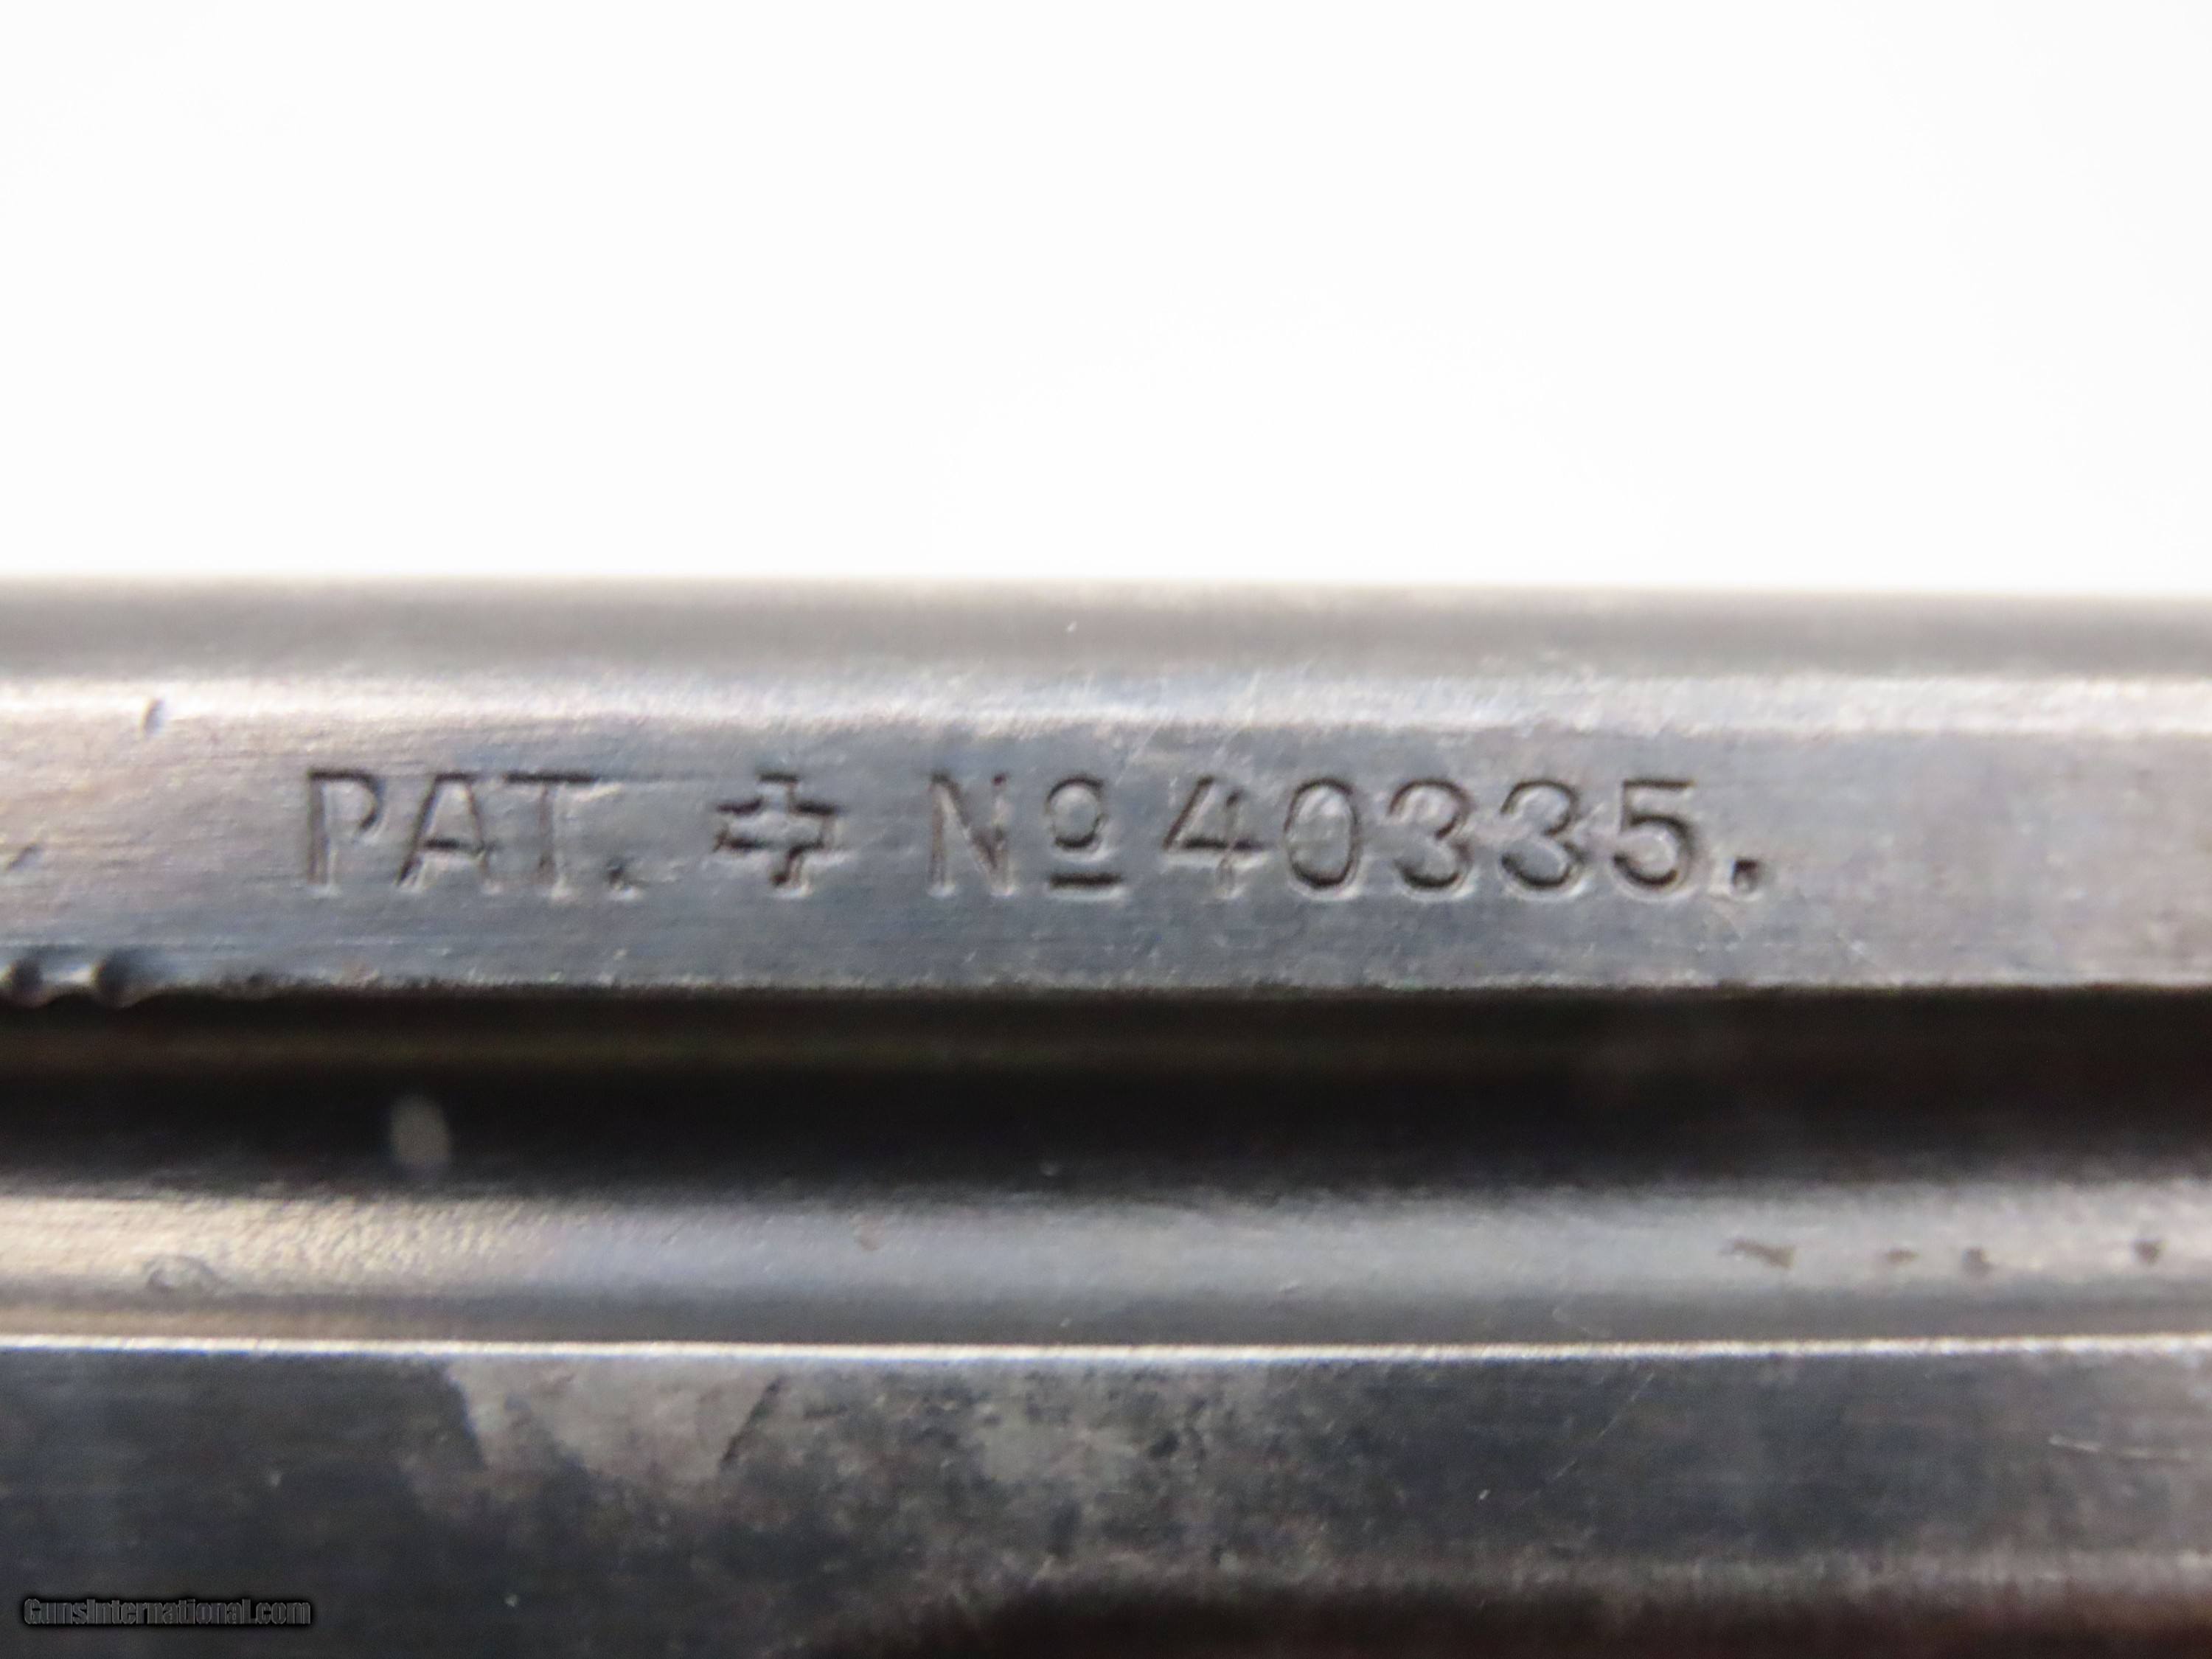 PAT. ✚ Nº 40335.
GunsInternational.com